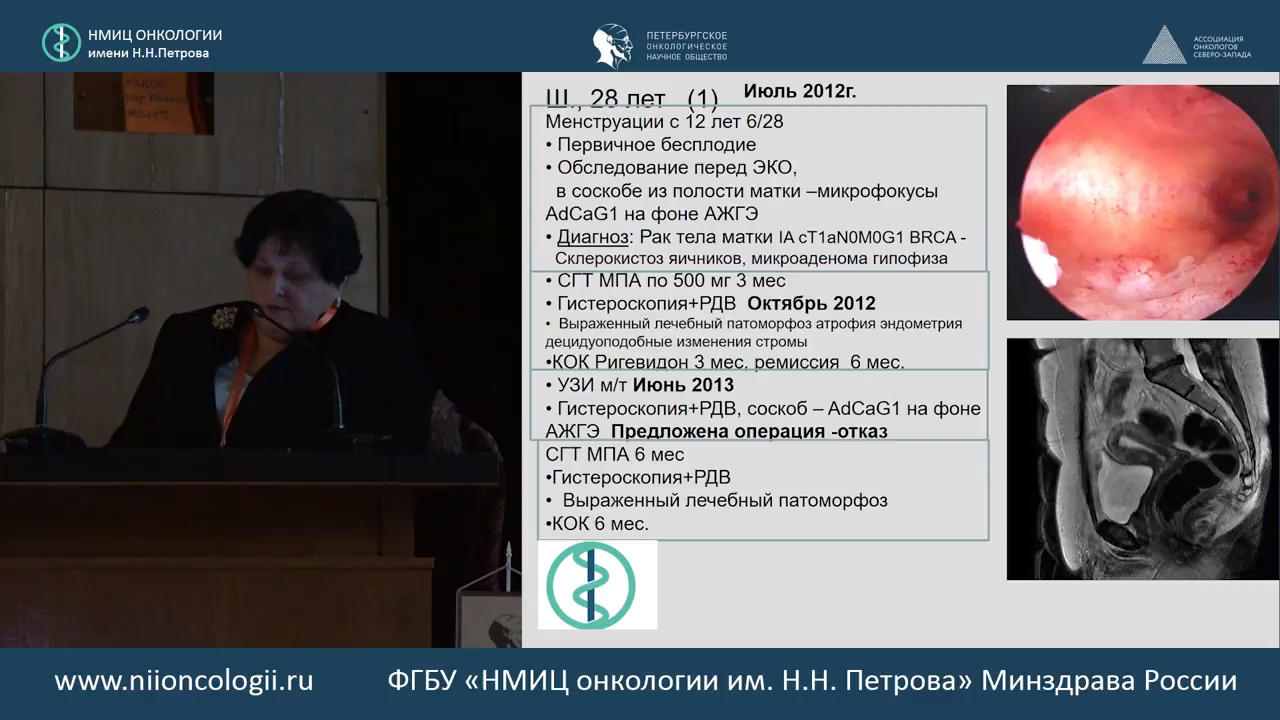 НМИЦ ОНКОЛОГИИ
имени Н.Н.Петрова
ПЕТЕРБУРГСКОЕ
ОНКОЛОГИЧЕСКОЕ
НАУЧНОЕ ОБЩЕСТВО
АССОЦИАЦИЯ
ОНКОЛОГОВ
СЕВЕРО-ЗАПАДА
Ш., 28 лет (1) Июль 2012г.
Менструации с 12 лет 6/28
• Первичное бесплодие
• Обследование перед ЭКО,
в соскобе из полости матки –микрофокусы
AdCaG1 на фоне АЖГЭ
• Диагноз: Рак тела матки IA cT1aN0M0G1 BRCA -
Склерокистоз яичников, микроаденома гипофиза
• СГТ МПА по 500 мг 3 мес
• Гистероскопия+РДВ Октябрь 2012
• Выраженный лечебный патоморфоз атрофия эндометрия
децидуоподобные изменения стромы
•КОК Ригевидон 3 мес. ремиссия 6 мес.
• УЗИ м/т Июнь 2013
• Гистероскопия+РДВ, соскоб – AdCaG1 на фоне
АЖГЭ Предложена операция -отказ
СГТ МПА 6 мес
•Гистероскопия+РДВ
• Выраженный лечебный патоморфоз
•КОК 6 мес.
www.niioncologii.ru
ФГБУ «НМИЦ онкологии им. Н.Н. Петрова» Минздрава России